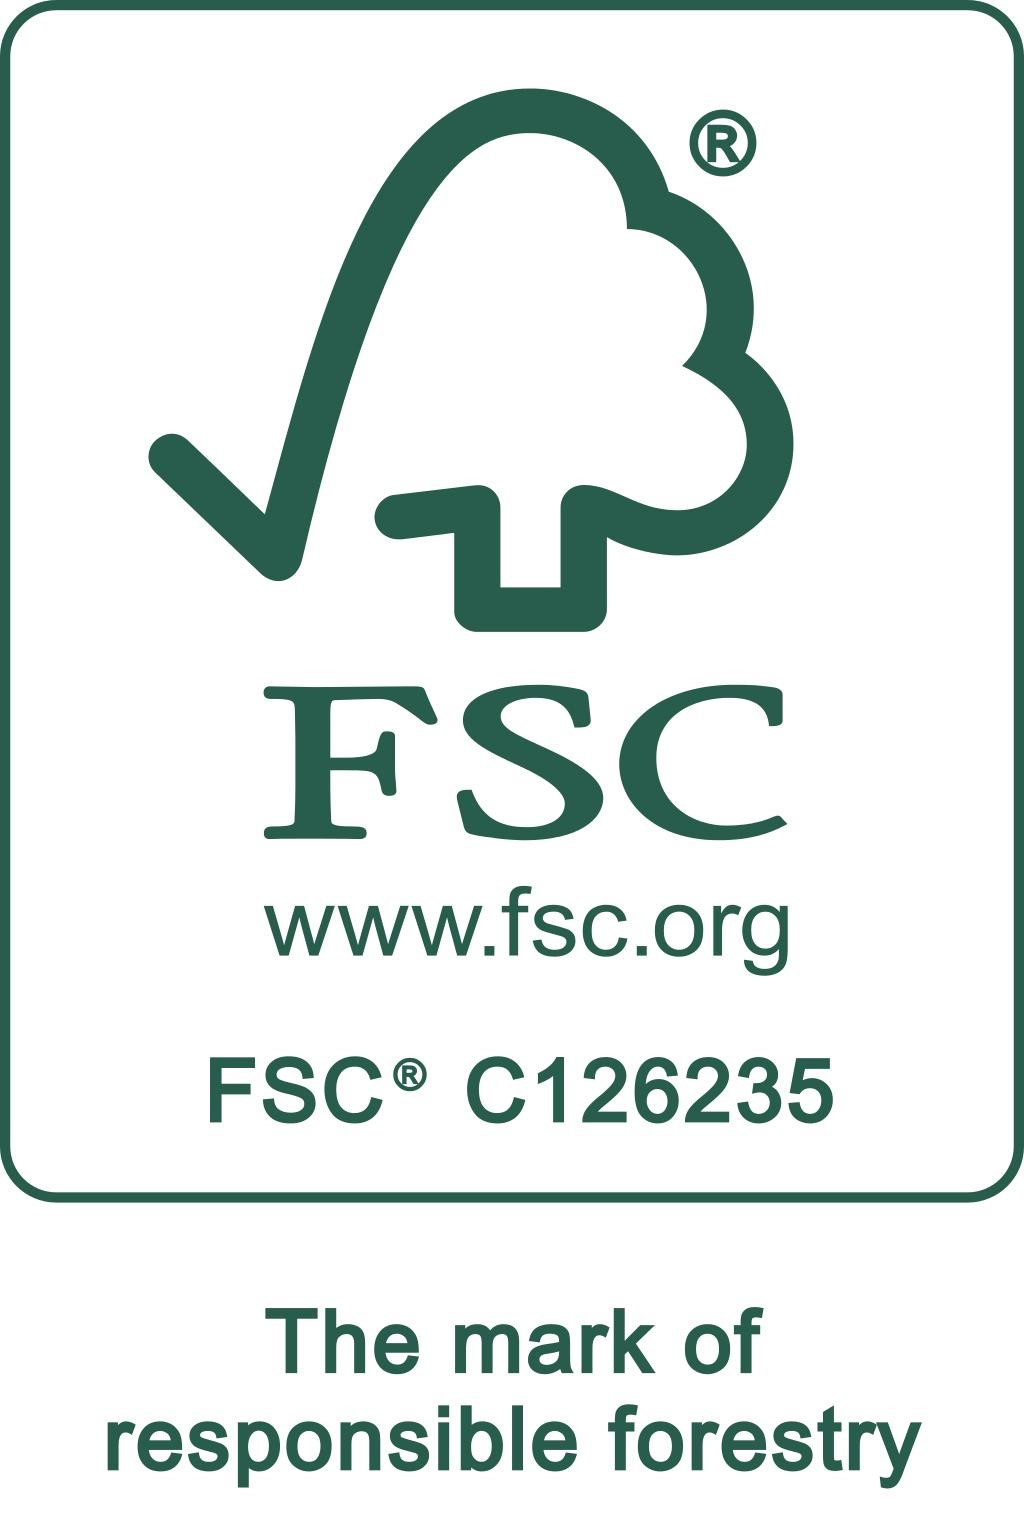 ®
FSC
www.fsc.org
FSC® C126235
The mark of
responsible forestry